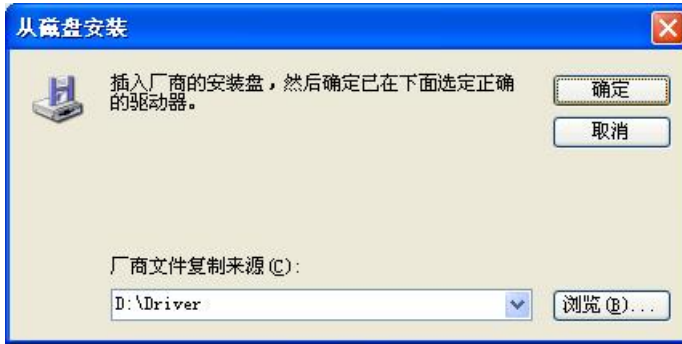 从磁盘安装
插入厂商的安装盘，然后确定已在下面选定正确
的驱动器。
确定
取消
厂商文件复制来源(C):
D:\Driver
浏览(B)...